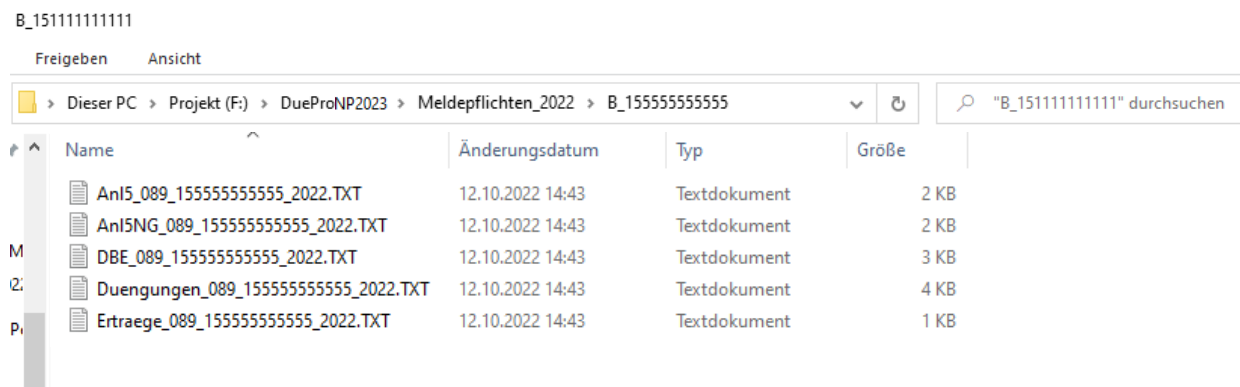 B_151111111111
Freigeben Ansicht
Dieser PC > Projekt (F:) > DueProNP2023 > Meldepflichten_2022 > B_155555555555 "B_151111111111" durchsuchen
Name Änderungsdatum Typ Größe
Anl5_089_155555555555_2022.TXT 12.10.2022 14:43 Textdokument 2 KB
Anl5NG_089_155555555555_2022.TXT 12.10.2022 14:43 Textdokument 2 KB
DBE_089_155555555555_2022.TXT 12.10.2022 14:43 Textdokument 3 KB
Duengungen_089_155555555555_2022.TXT 12.10.2022 14:43 Textdokument 4 KB
Ertraege_089_155555555555_2022.TXT 12.10.2022 14:43 Textdokument 1 KB